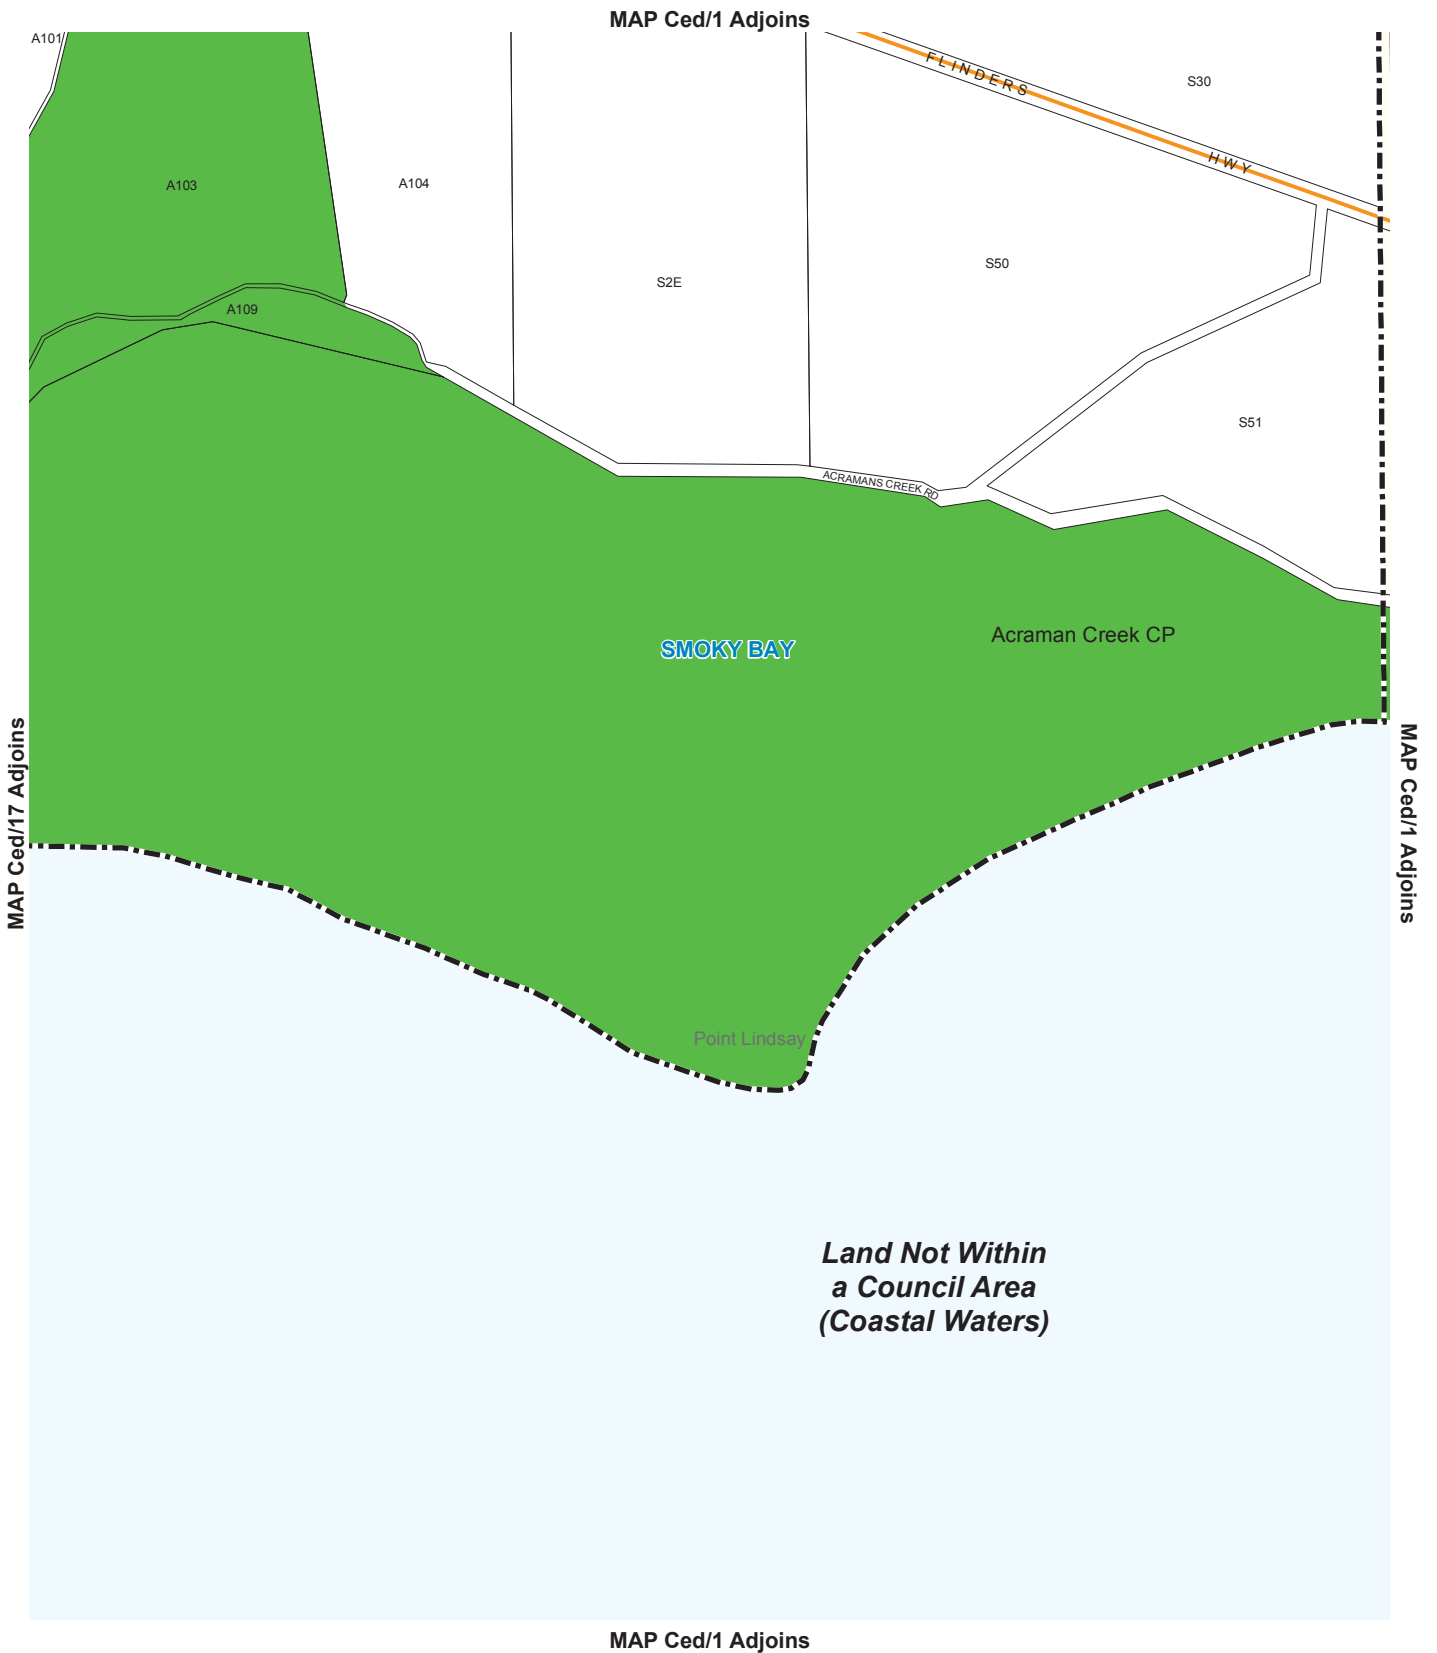 MAP Ced/1 Adjoins
A101
FLINDERS
HWY
S30
A103
A104
S2E
S50
A109
S51
ACRAMANS CREEK RD
Acraman Creek CP
SMOKY BAY
MAP Ced/17 Adjoins
MAP Ced/1 Adjoins
Point Lindsay
Land Not Within
a Council Area
(Coastal Waters)
MAP Ced/1 Adjoins